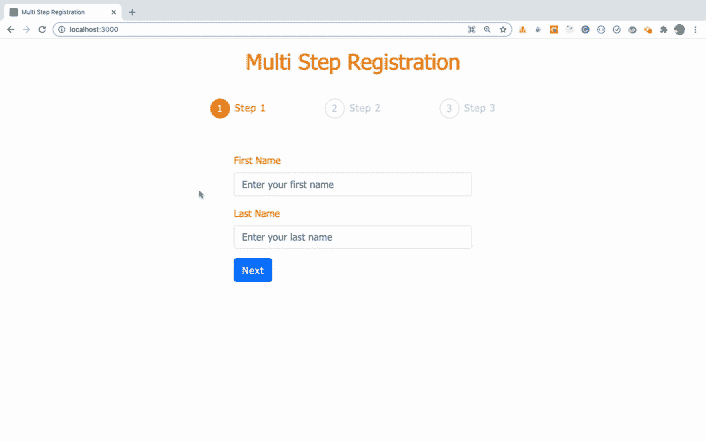 Multi Step Registration
localhost:3000
Multi Step Registration
1 Step 1
2 Step 2
3 Step 3
First Name
Enter your first name
Last Name
Enter your last name
Next